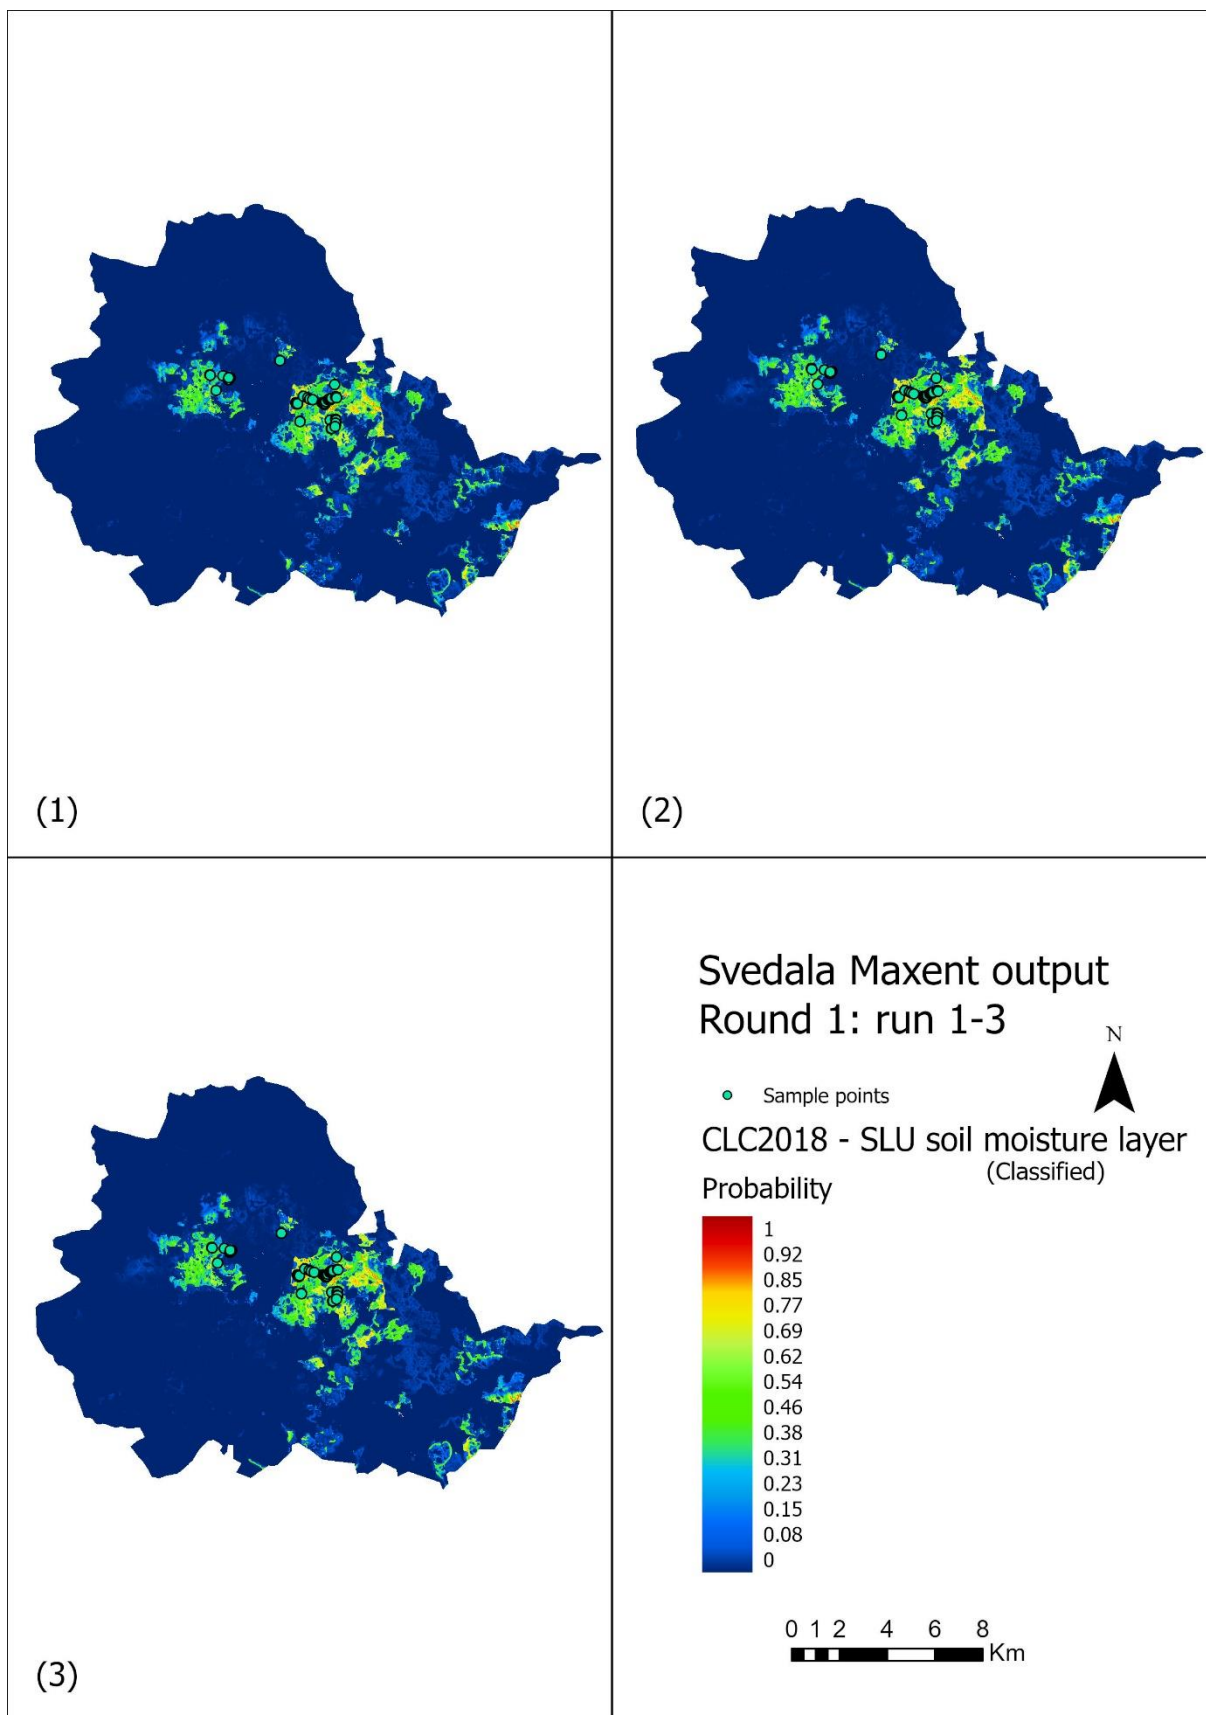 (1)
(2)
(3)
Svedala Maxent output
Round 1: run 1-3
N
Sample points
CLC2018 - SLU soil moisture layer
(Classified)
Probability
1
0.92
0.85
0.77
0.69
0.62
0.54
0.46
0.38
0.31
0.23
0.15
0.08
0
0 1 2 4 6 8
Km